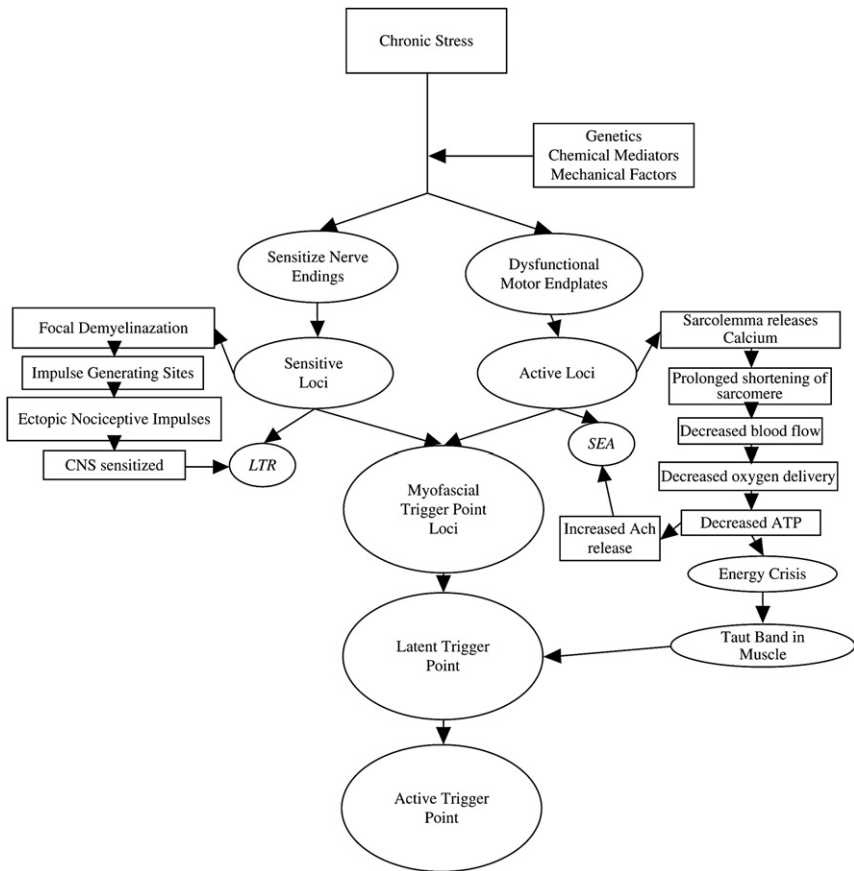 Chronic Stress
Genetics
Chemical Mediators
Mechanical Factors
Sensitize Nerve
Endings
Dysfunctional
Motor Endplates
Focal Demyelinazation
Impulse Generating Sites
Ectopic Nociceptive Impulses
CNS sensitized
Sensitive
Loci
LTR
Active Loci
SEA
Sarcolemma releases
Calcium
Prolonged shortening of
sarcomere
Decreased blood flow
Decreased oxygen delivery
Decreased ATP
Increased Ach
release
Energy Crisis
Taut Band in
Muscle
Myofascial
Trigger Point
Loci
Latent Trigger
Point
Active Trigger
Point